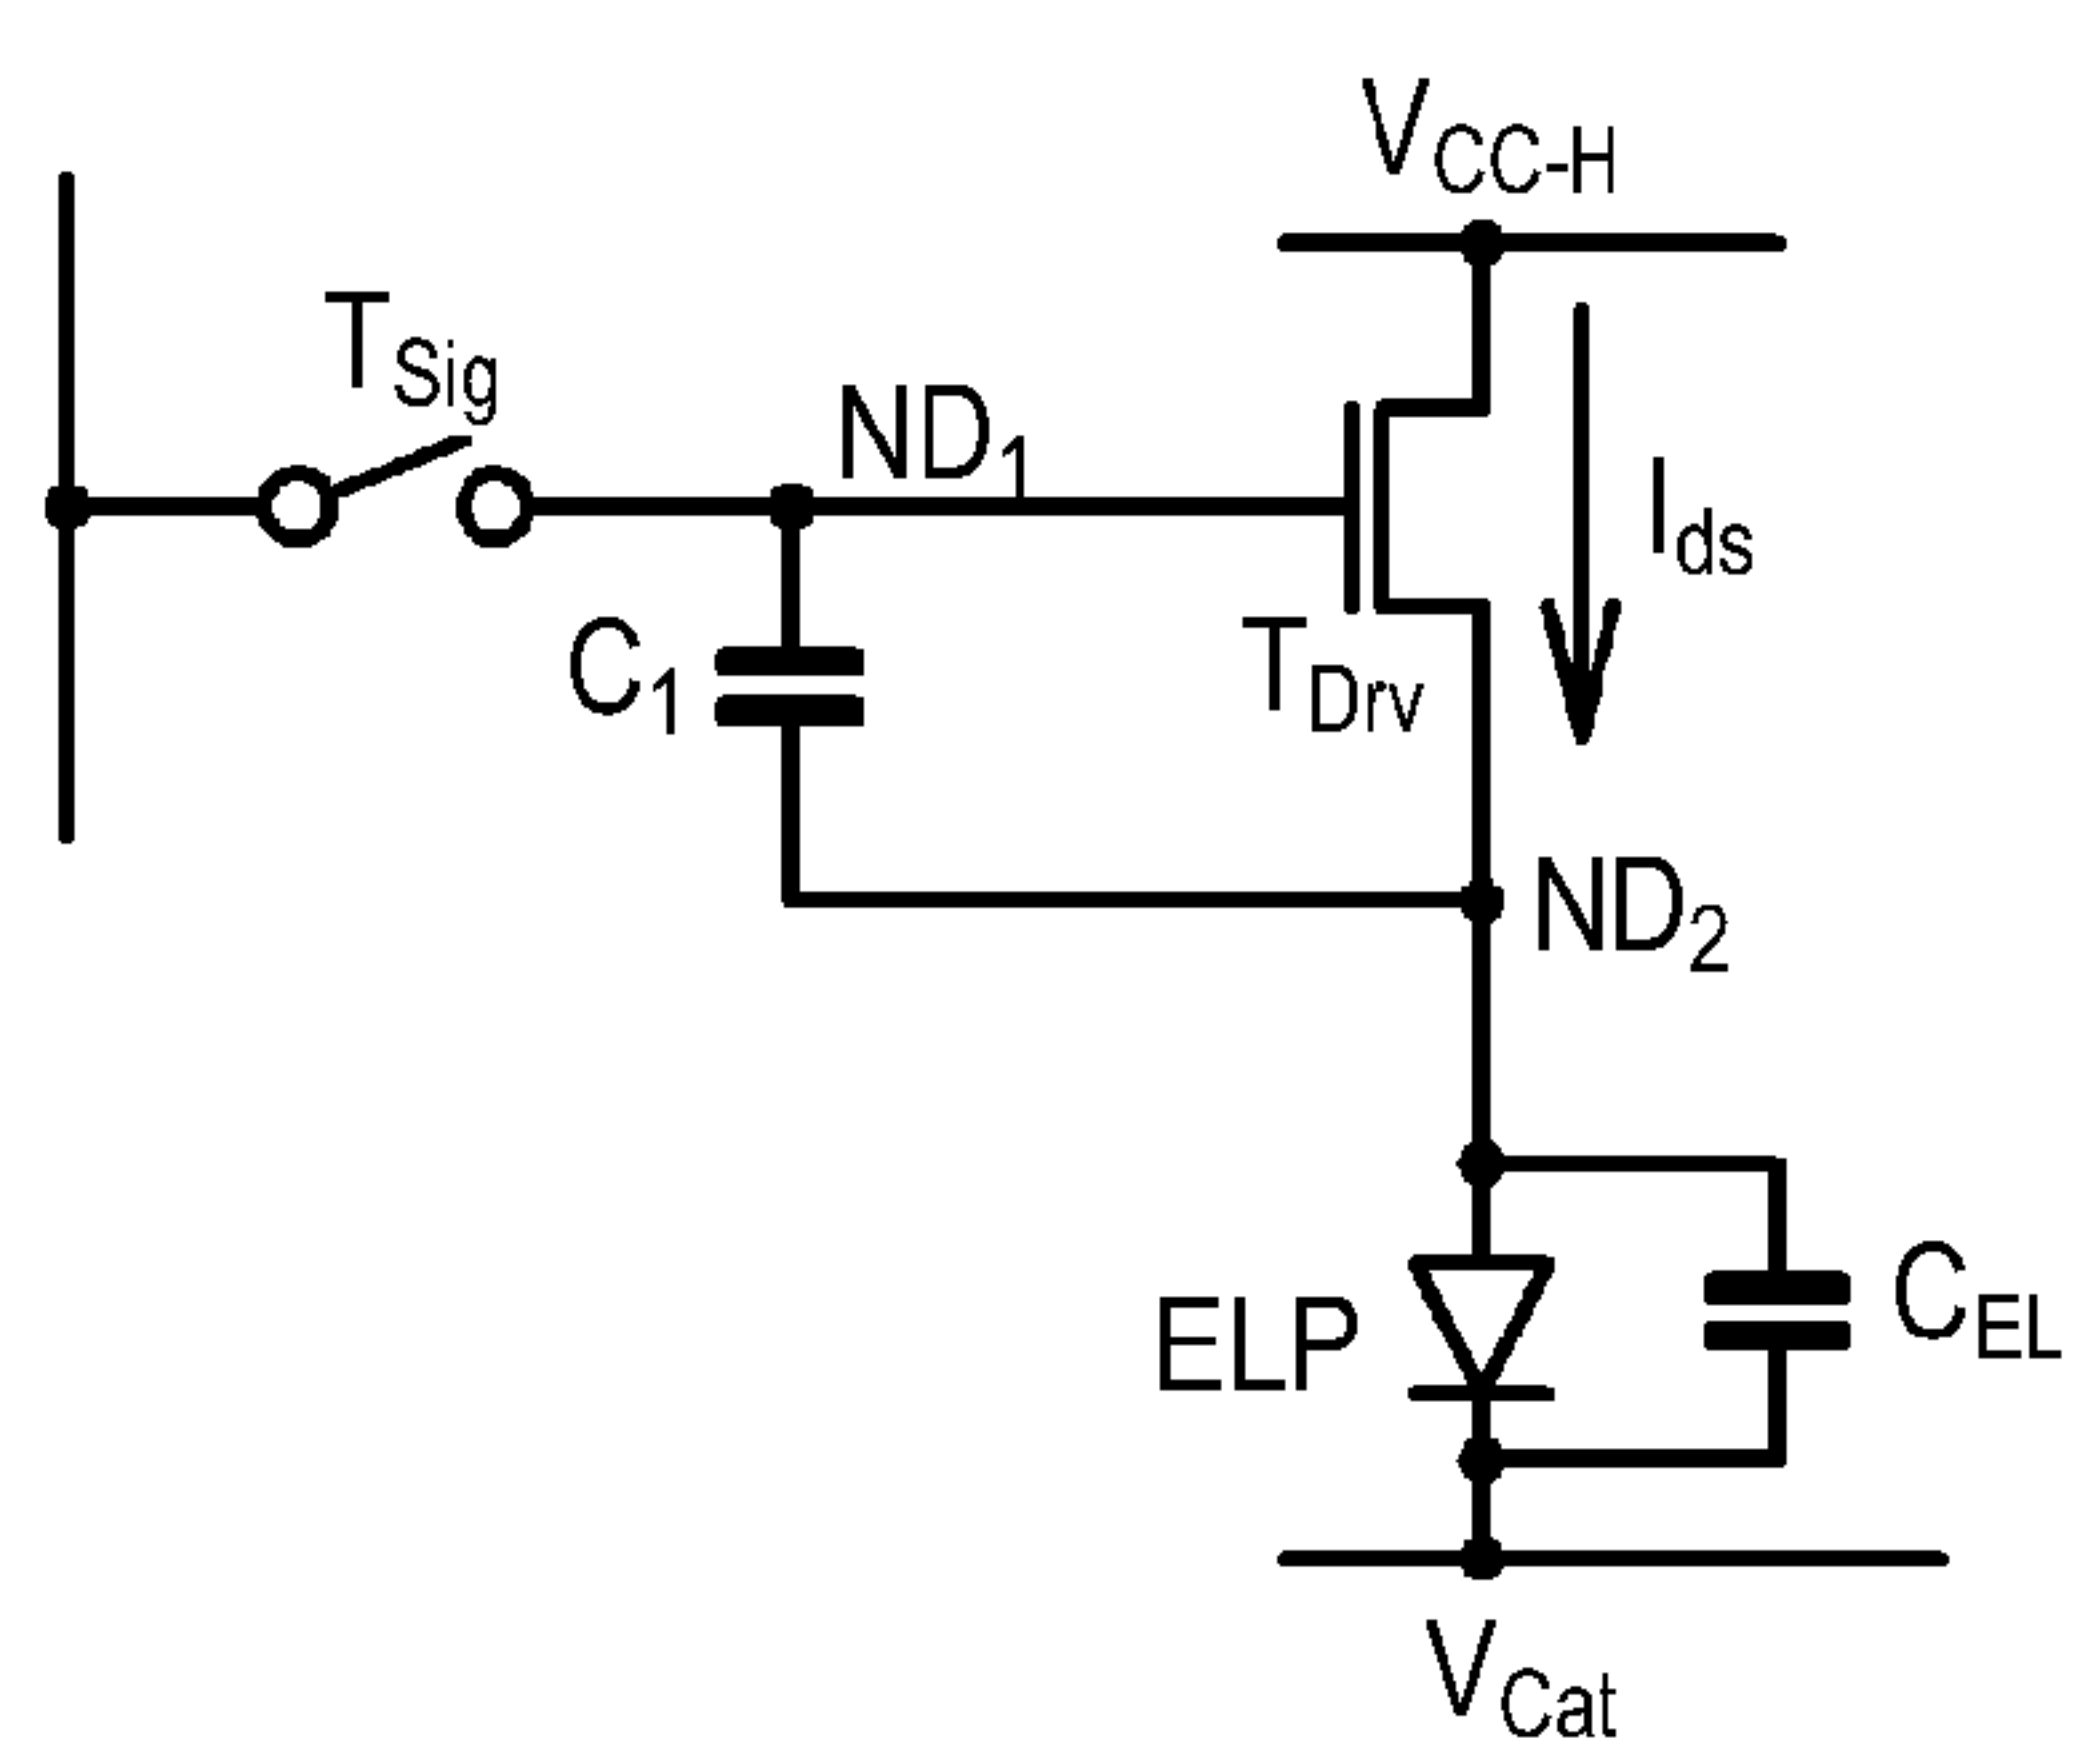 VCC-H
TSig
ND1
Ids
C1
TDrv
ND2
CEL
ELP
VCat